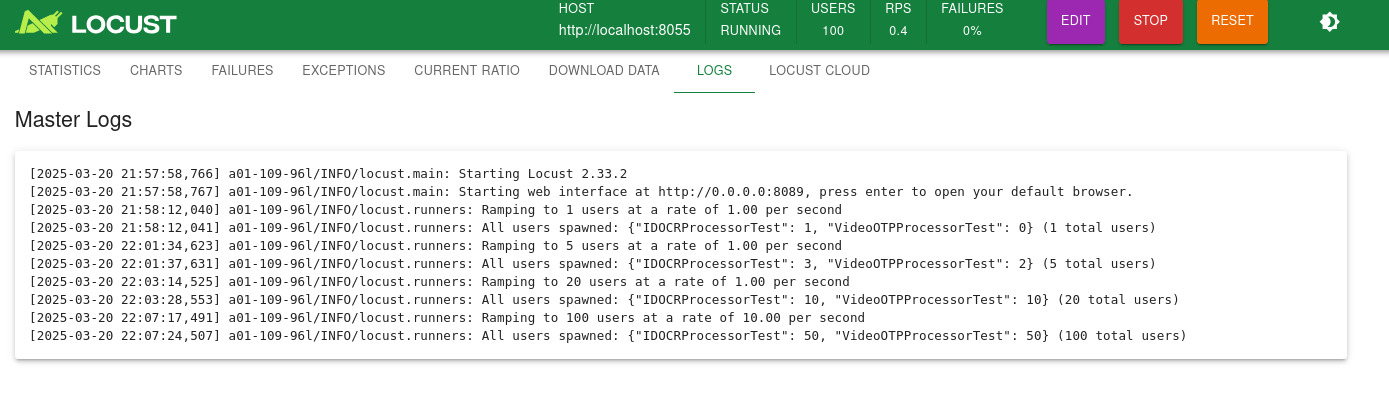 LOCUST
HOST
http://localhost:8055
STATUS
RUNNING
USERS
100
RPS
0.4
FAILURES
0%
EDIT
STOP
RESET
STATISTICS CHARTS FAILURES EXCEPTIONS CURRENT RATIO DOWNLOAD DATA LOGS LOCUST CLOUD
Master Logs
[2025-03-20 21:57:58,766] a01-109-96l/INFO/locust.main: Starting Locust 2.33.2
[2025-03-20 21:57:58,767] a01-109-96l/INFO/locust.main: Starting web interface at http://0.0.0.0:8089, press enter to open your default browser.
[2025-03-20 21:58:12,040] a01-109-96l/INFO/locust.runners: Ramping to 1 users at a rate of 1.00 per second
[2025-03-20 21:58:12,041] a01-109-96l/INFO/locust.runners: All users spawned: {"IDOCRProcessorTest": 1, "VideoOTPProcessorTest": 0} (1 total users)
[2025-03-20 22:01:34,623] a01-109-96l/INFO/locust.runners: Ramping to 5 users at a rate of 1.00 per second
[2025-03-20 22:01:37,631] a01-109-96l/INFO/locust.runners: All users spawned: {"IDOCRProcessorTest": 3, "VideoOTPProcessorTest": 2} (5 total users)
[2025-03-20 22:03:14,525] a01-109-96l/INFO/locust.runners: Ramping to 20 users at a rate of 1.00 per second
[2025-03-20 22:03:28,553] a01-109-96l/INFO/locust.runners: All users spawned: {"IDOCRProcessorTest": 10, "VideoOTPProcessorTest": 10} (20 total users)
[2025-03-20 22:07:17,491] a01-109-96l/INFO/locust.runners: Ramping to 100 users at a rate of 10.00 per second
[2025-03-20 22:07:24,507] a01-109-96l/INFO/locust.runners: All users spawned: {"IDOCRProcessorTest": 50, "VideoOTPProcessorTest": 50} (100 total users)